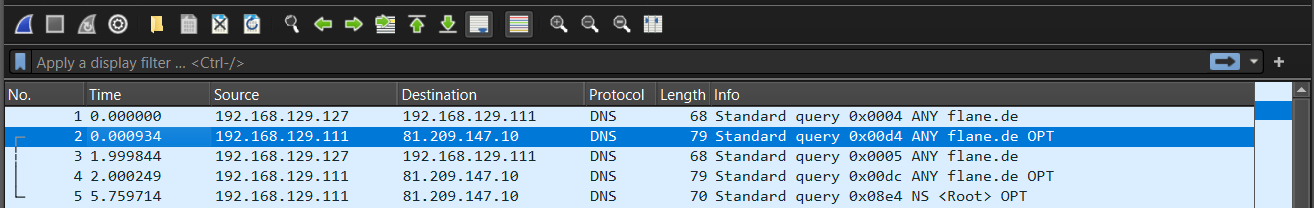 Apply a display filter ... <Ctrl-/>
No. Time Source Destination Protocol Length Info
1 0.000000 192.168.129.127 192.168.129.111 DNS 68 Standard query 0x0004 ANY flane.de
2 0.000934 192.168.129.111 81.209.147.10 DNS 79 Standard query 0x00d4 ANY flane.de OPT
3 1.999844 192.168.129.127 192.168.129.111 DNS 68 Standard query 0x0005 ANY flane.de
4 2.000249 192.168.129.111 81.209.147.10 DNS 79 Standard query 0x00dc ANY flane.de OPT
5 5.759714 192.168.129.111 81.209.147.10 DNS 70 Standard query 0x08e4 NS <Root> OPT